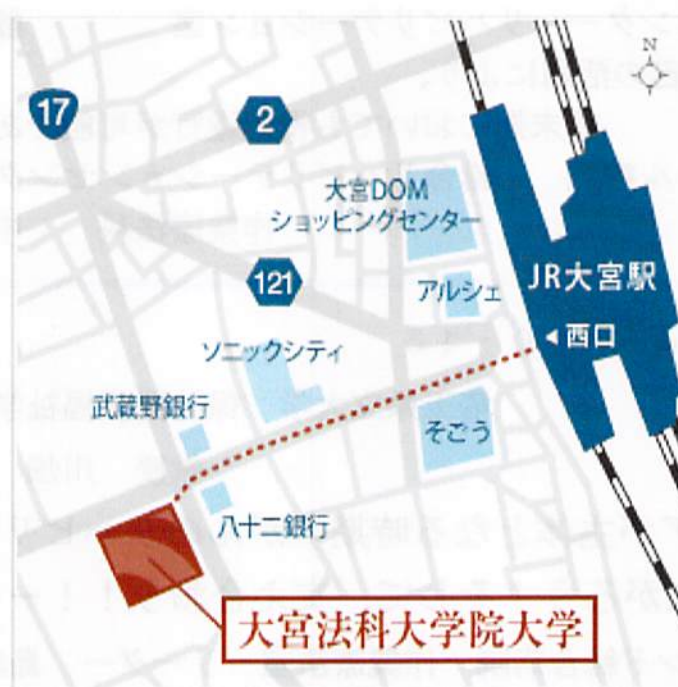 N
17
2
大宮DOM
ショッピングセンター
JR大宮駅
アルシェ
121
◀西口
ソニックシティ
武蔵野銀行
そごう
八十二銀行
大宮法科大学院大学